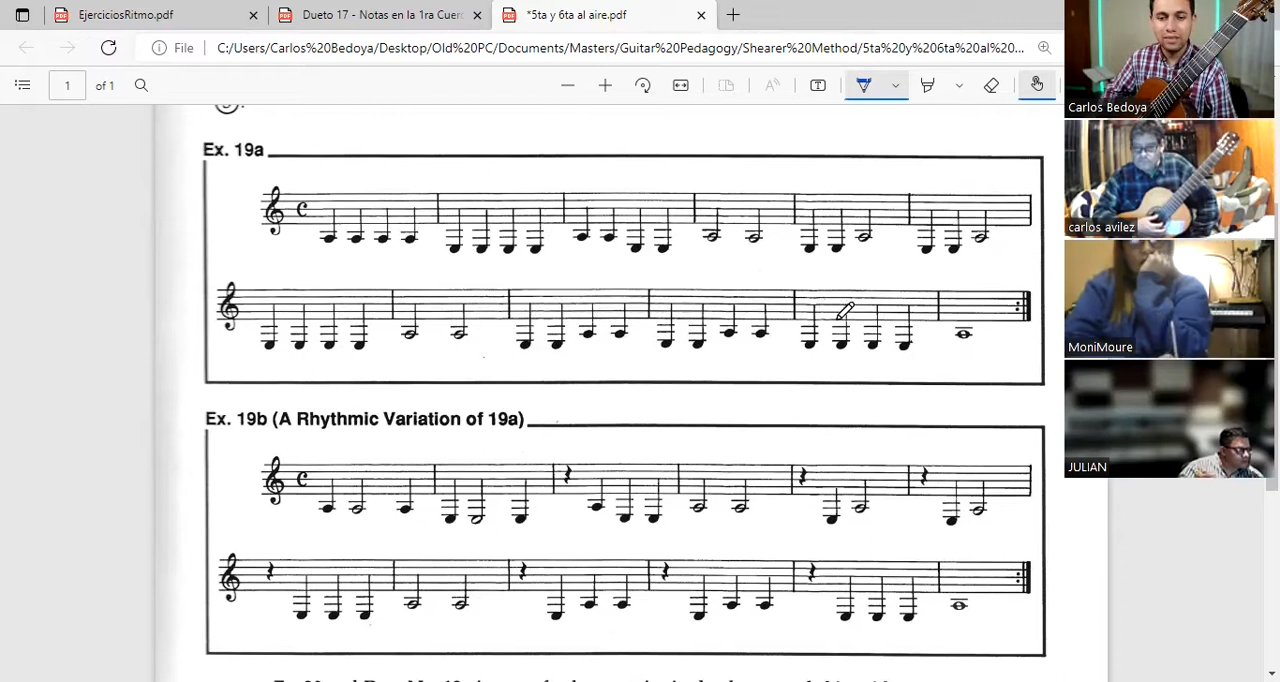 EjerciciosRitmo.pdf
Dueto 17 - Notas en la 1ra Cuer
*5ta y 6ta al aire.pdf
File
C:/Users/Carlos%20Bedoya/Desktop/Old%20PC/Documents/Masters/Guitar%20Pedagogy/Shearer%20Method/5ta%20y%206ta%20al%20...
1 of 1
Carlos Bedoya
Ex. 19a
carlos avilez
MoniMoure
Ex. 19b (A Rhythmic Variation of 19a)
JULIAN